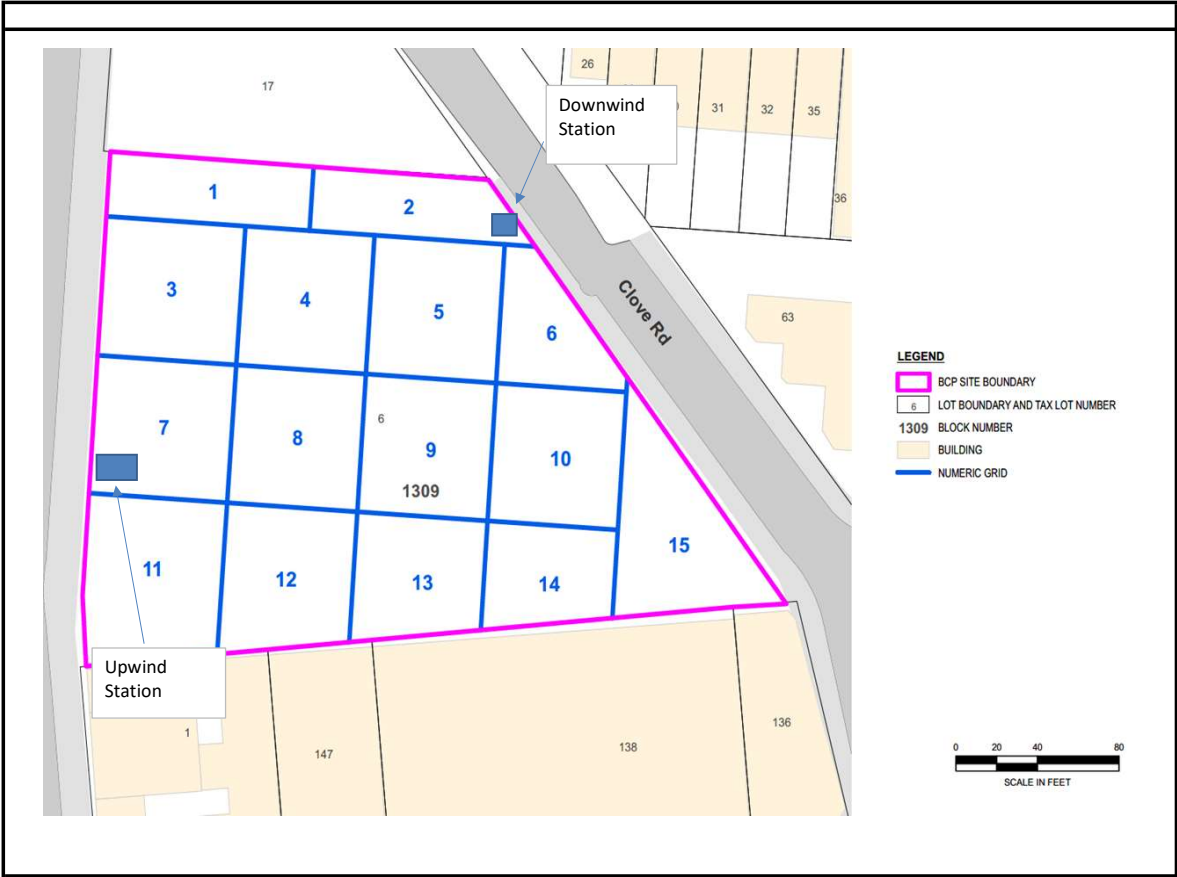 17
26
Downwind
Station
31
32
35
36
1
2
3
4
5
6
Clove Rd
63
7
8
6
9
10
1309
11
12
13
14
15
Upwind
Station
1
147
138
136
LEGEND
BCP SITE BOUNDARY
6 LOT BOUNDARY AND TAX LOT NUMBER
1309 BLOCK NUMBER
BUILDING
NUMERIC GRID
0 20 40 80
SCALE IN FEET